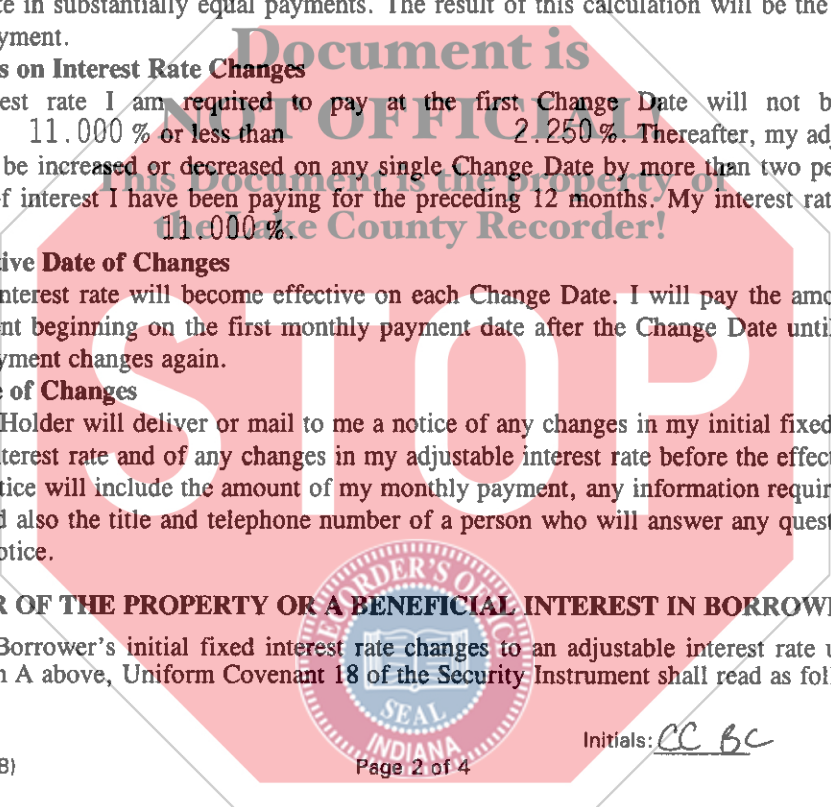 te in substantially equal payments. The result of this calculation will be the
yment.
Document is
s on Interest Rate Changes
est rate I am required to pay at the first Change Date will not b
NOT OFFICIAL!
11.000 % or less than 2.250 %. Thereafter, my adj
be increased or decreased on any single Change Date by more than two pe
This Document is the property of
f interest I have been paying for the preceding 12 months. My interest rat
the Lake County Recorder!
11.000 %.
tive Date of Changes
nterest rate will become effective on each Change Date. I will pay the amo
nt beginning on the first monthly payment date after the Change Date until
yment changes again.
e of Changes
Holder will deliver or mail to me a notice of any changes in my initial fixed
terest rate and of any changes in my adjustable interest rate before the effect
tice will include the amount of my monthly payment, any information requir
d also the title and telephone number of a person who will answer any quest
otice.
STOP
R OF THE PROPERTY OR A BENEFICIAL INTEREST IN BORROWE
Borrower's initial fixed interest rate changes to an adjustable interest rate u
n A above, Uniform Covenant 18 of the Security Instrument shall read as fol
RECORDER'S OFFICE
SEAL
INDIANA
Initials: CC BC
B)
Page 2 of 4